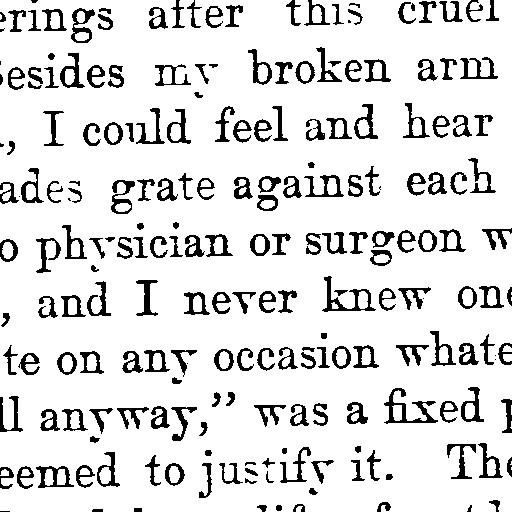 erings after this cruel
Besides my broken arm
., I could feel and hear
ades grate against each
o physician or surgeon w
, and I never knew one
te on any occasion whate
ll anyway,” was a fixed p
eemed to justify it. The